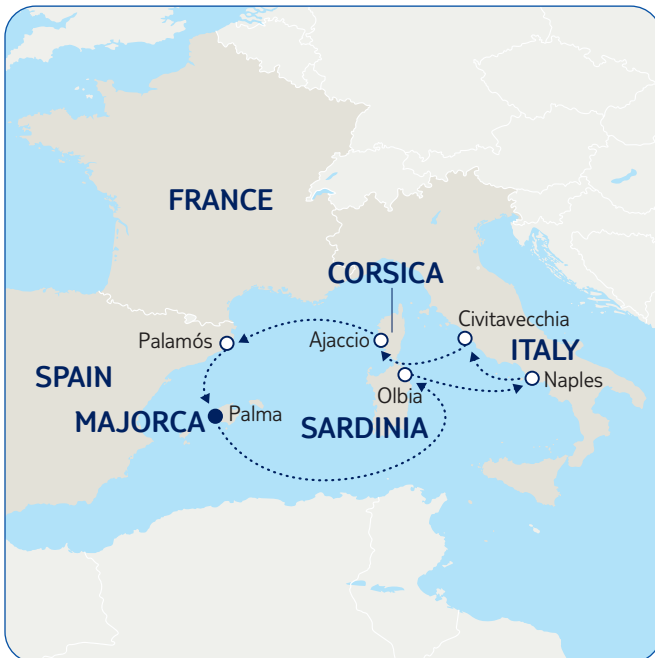 FRANCE
CORSICA
Civitavecchia
Palamós
Ajaccio
ITALY
SPAIN
Naples
Olbia
MAJORCA
Palma
SARDINIA